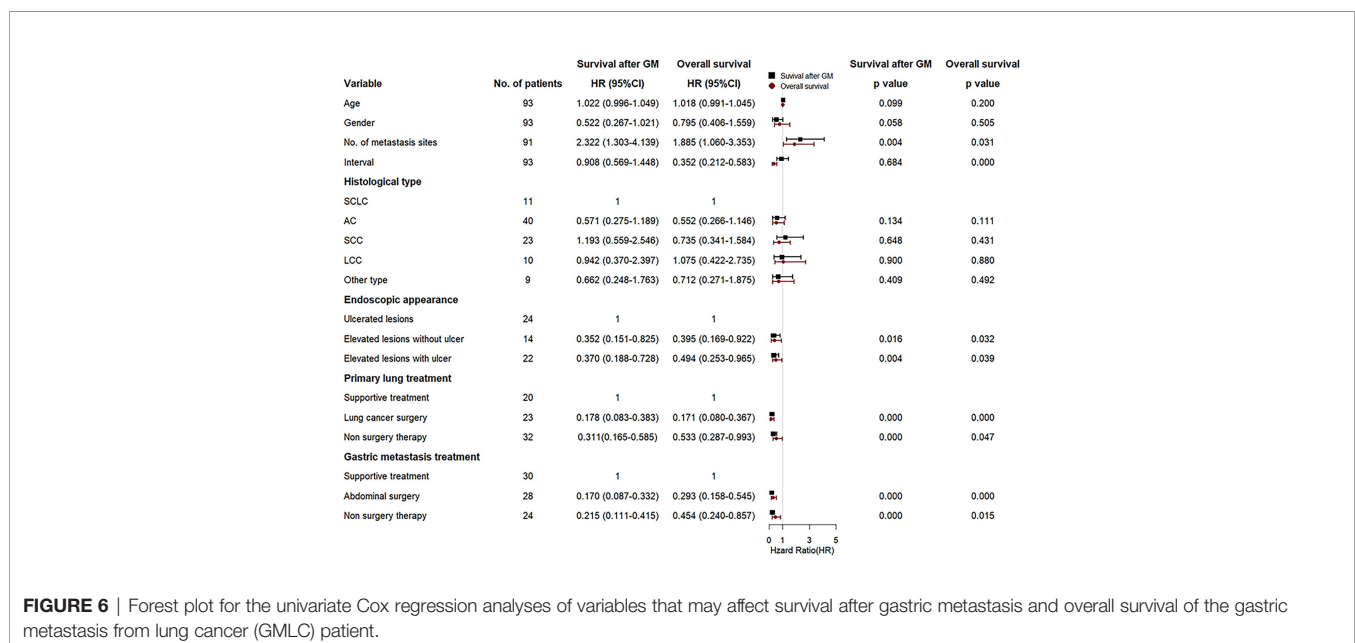 Survival after GM Overall survival Survival after GM Overall survival
Variable No. of patients HR (95%CI) HR (95%CI) Suvival after GM p value p value
Overall survival
Age 93 1.022 (0.996-1.049) 1.018 (0.991-1.045) 0.099 0.200
Gender 93 0.522 (0.267-1.021) 0.795 (0.406-1.559) 0.058 0.505
No. of metastasis sites 91 2.322 (1.303-4.139) 1.885 (1.060-3.353) 0.004 0.031
Interval 93 0.908 (0.569-1.448) 0.352 (0.212-0.583) 0.684 0.000
Histological type
SCLC 11 1 1
AC 40 0.571 (0.275-1.189) 0.552 (0.266-1.146) 0.134 0.111
SCC 23 1.193 (0.559-2.546) 0.735 (0.341-1.584) 0.648 0.431
LCC 10 0.942 (0.370-2.397) 1.075 (0.422-2.735) 0.900 0.880
Other type 9 0.662 (0.248-1.763) 0.712 (0.271-1.875) 0.409 0.492
Endoscopic appearance
Ulcerated lesions 24 1 1
Elevated lesions without ulcer 14 0.352 (0.151-0.825) 0.395 (0.169-0.922) 0.016 0.032
Elevated lesions with ulcer 22 0.370 (0.188-0.728) 0.494 (0.253-0.965) 0.004 0.039
Primary lung treatment
Supportive treatment 20 1 1
Lung cancer surgery 23 0.178 (0.083-0.383) 0.171 (0.080-0.367) 0.000 0.000
Non surgery therapy 32 0.311(0.165-0.585) 0.533 (0.287-0.993) 0.000 0.047
Gastric metastasis treatment
Supportive treatment 30 1 1
Abdominal surgery 28 0.170 (0.087-0.332) 0.293 (0.158-0.545) 0.000 0.000
Non surgery therapy 24 0.215 (0.111-0.415) 0.454 (0.240-0.857) 0.000 0.015
0 1 3 5
Hzard Ratio(HR)
FIGURE 6 | Forest plot for the univariate Cox regression analyses of variables that may affect survival after gastric metastasis and overall survival of the gastric
metastasis from lung cancer (GMLC) patient.